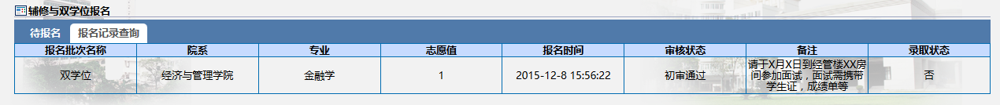 辅修与双学位报名
待报名 报名记录查询
报名批次名称 院系 专业 志愿值 报名时间 审核状态 备注 录取状态
双学位 经济与管理学院 金融学 1 2015-12-8 15:56:22 初审通过 请于X月X日到经管楼XX房 否
间参加面试，面试需携带
学生证，成绩单等